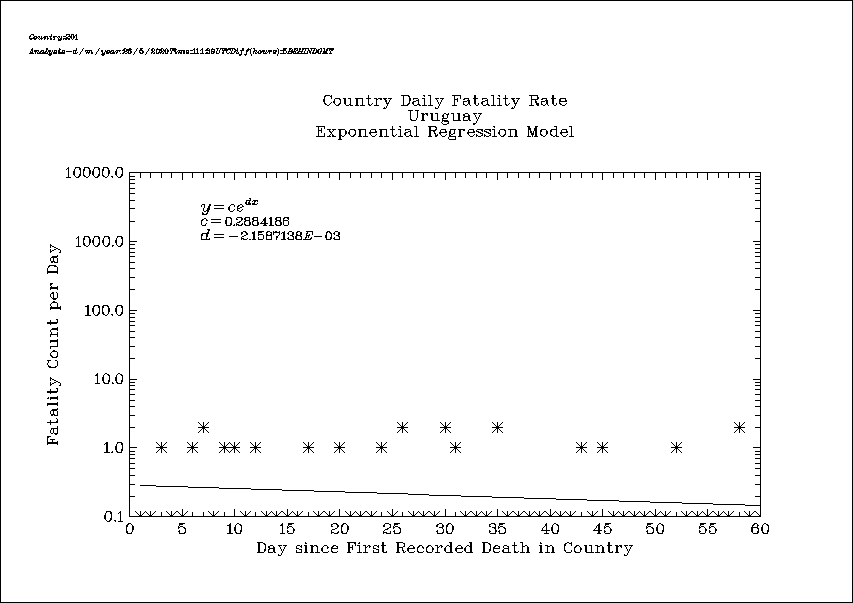 Country:201
Country Daily Fatality Rate
Uruguay
Exponential Regression Model
y=ce^dx
c=0.2884186
d=-2.1587138E-03
Fatality Count per Day
10000.0
1000.0
100.0
10.0
1.0
0.1
0 5 10 15 20 25 30 35 40 45 50 55 60
Day since First Recorded Death in Country